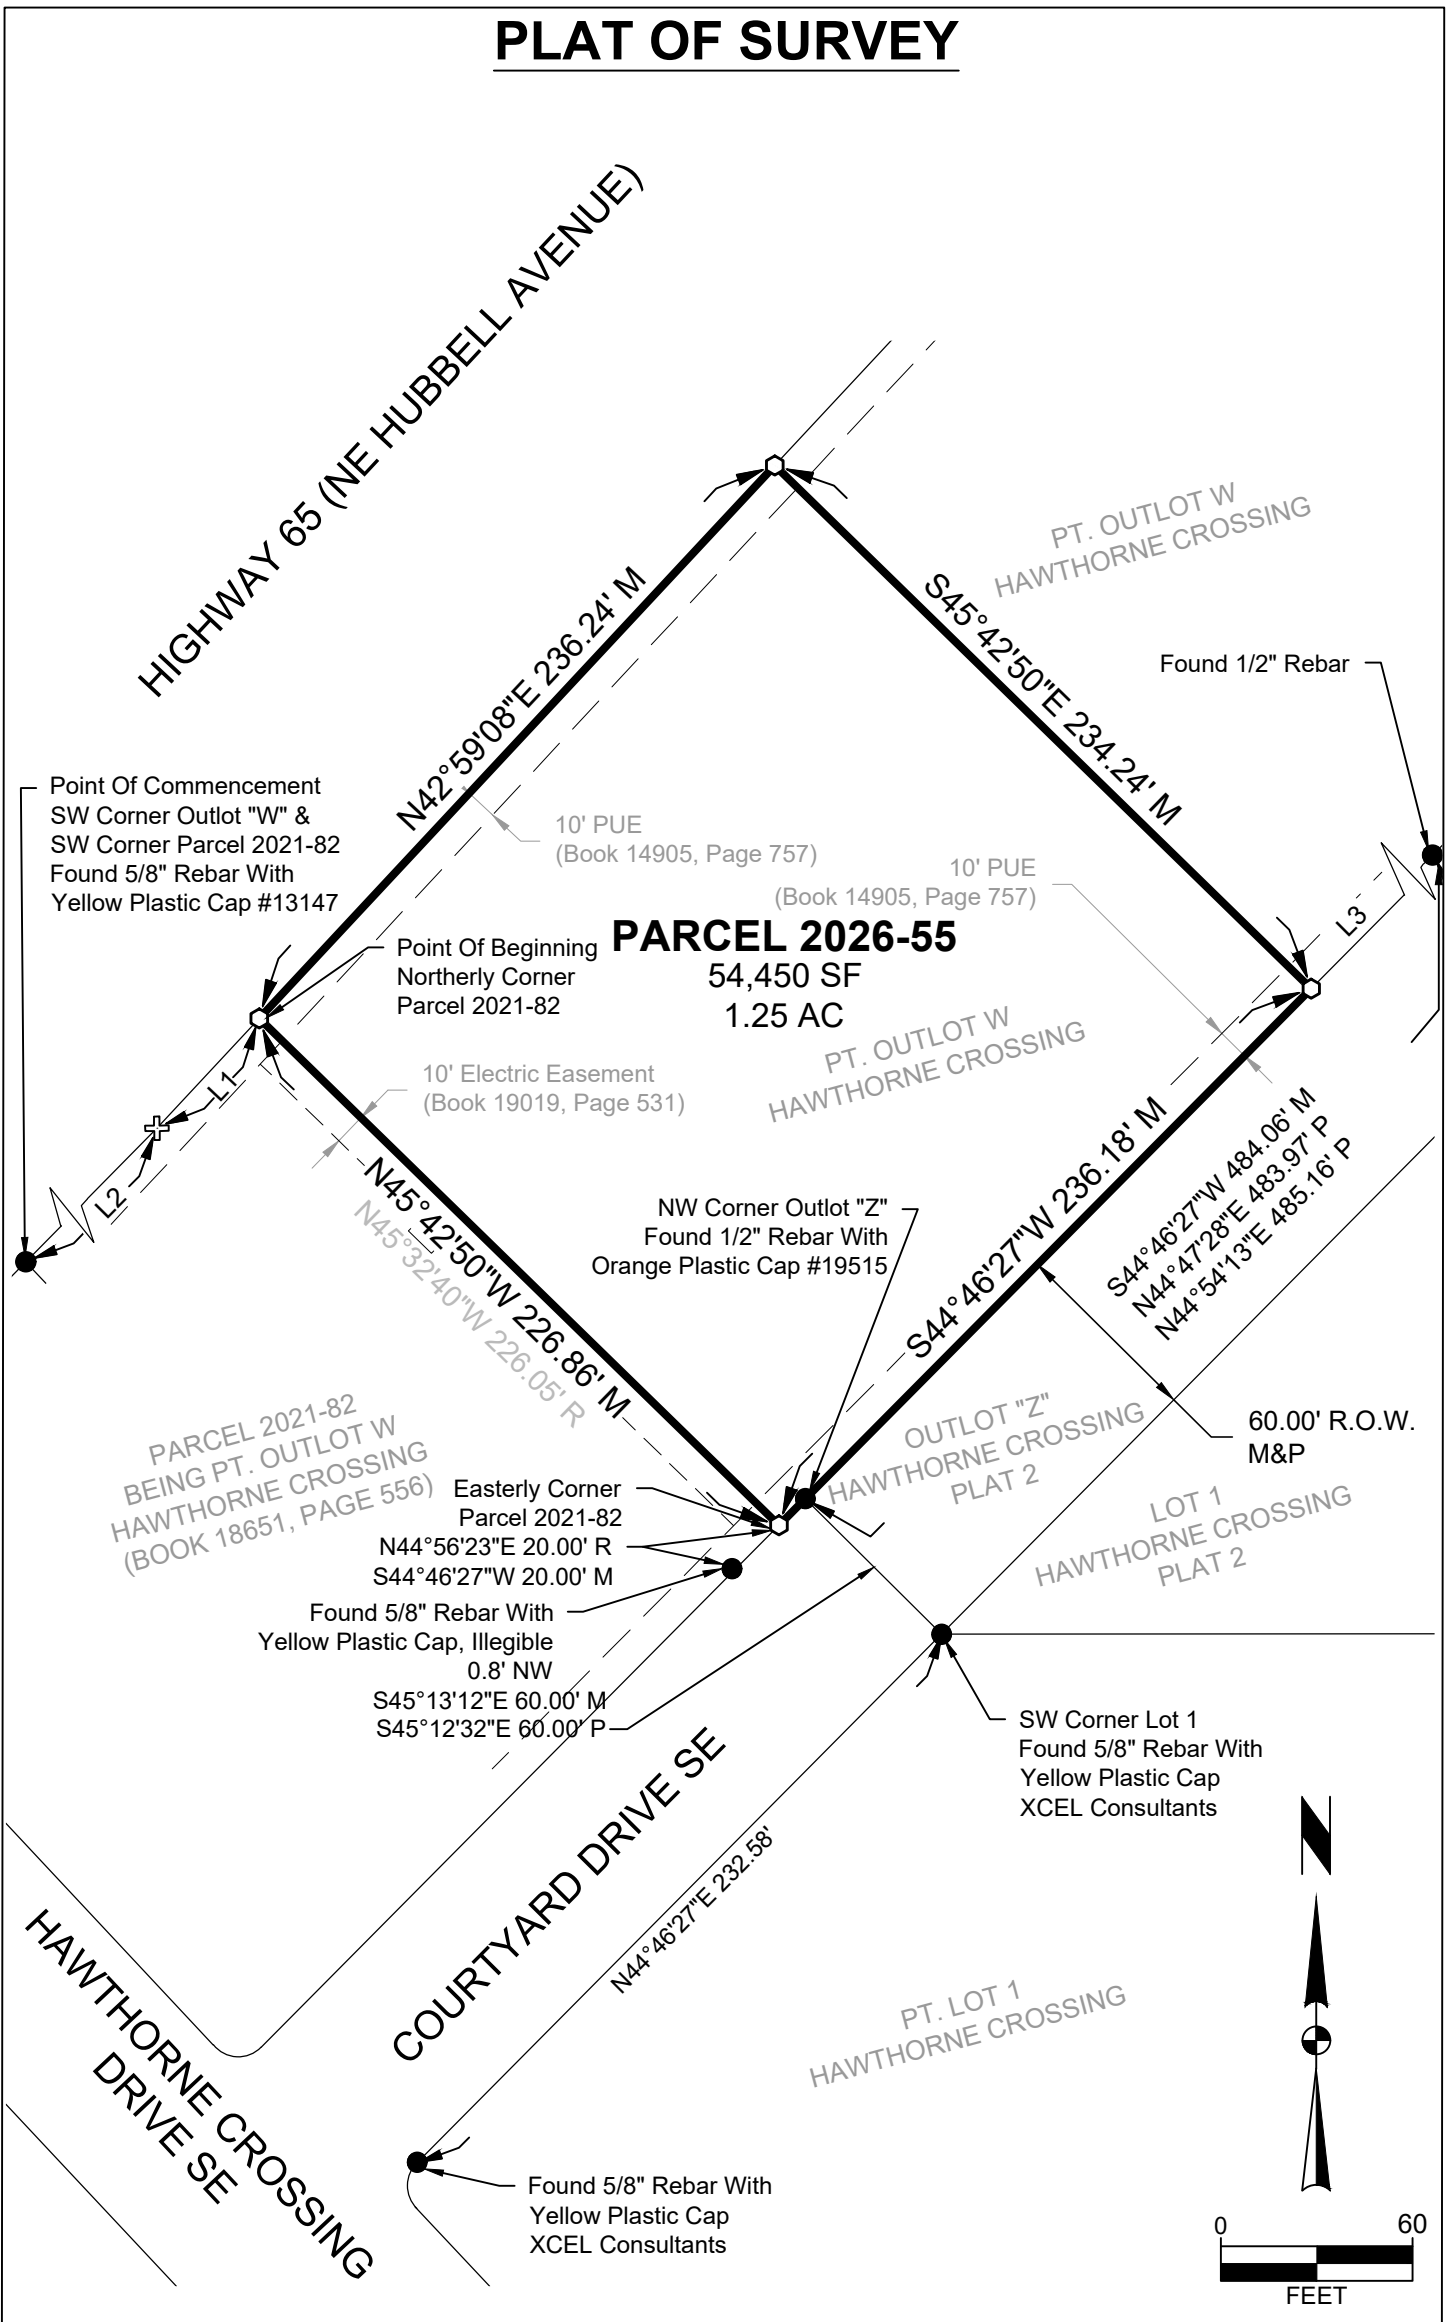 PLAT OF SURVEY
HIGHWAY 65 (NE HUBBELL AVENUE)
PT. OUTLOT W
HAWTHORNE CROSSING
N42°59'08"E 236.24' M
S45°42'50"E 234.24' M
Found 1/2" Rebar
Point Of Commencement
SW Corner Outlot "W" &
SW Corner Parcel 2021-82
Found 5/8" Rebar With
Yellow Plastic Cap #13147
10' PUE
(Book 14905, Page 757)
10' PUE
(Book 14905, Page 757)
L3
PARCEL 2026-55
54,450 SF
1.25 AC
Point Of Beginning
Northerly Corner
Parcel 2021-82
PT. OUTLOT W
HAWTHORNE CROSSING
10' Electric Easement
(Book 19019, Page 531)
L1
L2
N45°42'50"W 226.86' M
N45°32'40"W 226.05' R
NW Corner Outlot "Z"
Found 1/2" Rebar With
Orange Plastic Cap #19515
S44°46'27"W 236.18' M
S44°46'27"W 484.06' M
N44°47'28"E 483.97' P
N44°54'13"E 485.16' P
60.00' R.O.W.
M&P
PARCEL 2021-82
BEING PT. OUTLOT W
HAWTHORNE CROSSING
(BOOK 18651, PAGE 556)
OUTLOT "Z"
HAWTHORNE CROSSING
PLAT 2
LOT 1
HAWTHORNE CROSSING
PLAT 2
Easterly Corner
Parcel 2021-82
N44°56'23"E 20.00' R
S44°46'27"W 20.00' M
Found 5/8" Rebar With
Yellow Plastic Cap, Illegible
0.8' NW
S45°13'12"E 60.00' M
S45°12'32"E 60.00' P
SW Corner Lot 1
Found 5/8" Rebar With
Yellow Plastic Cap
XCEL Consultants
COURTYARD DRIVE SE
N44°46'27"E 232.58'
HAWTHORNE CROSSING
DRIVE SE
PT. LOT 1
HAWTHORNE CROSSING
Found 5/8" Rebar With
Yellow Plastic Cap
XCEL Consultants
N
0 60
FEET